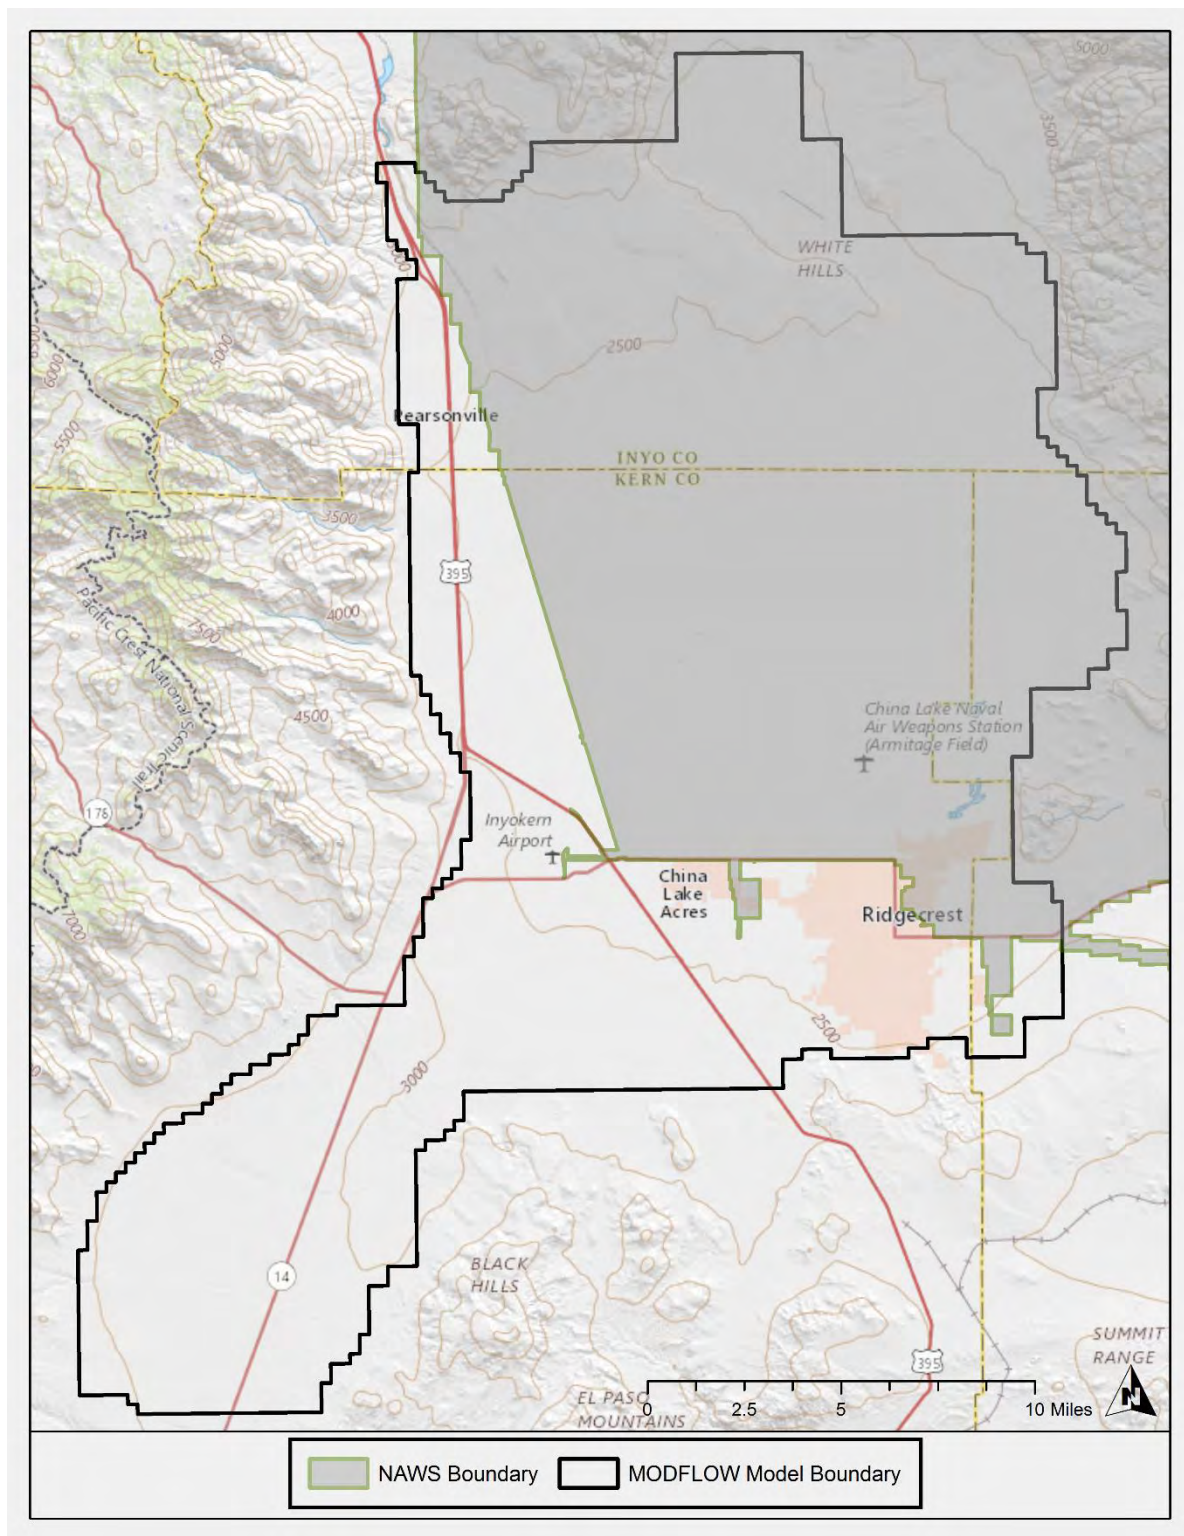 5000
3500
WHITE
HILLS
5000
2500
5000
6500
6000
5500
Pearsonville
INYO CO
KERN CO
3500
395
4000
7500
Pacific Crest National Scenic Trail
4500
China Lake Naval
Air Weapons Station
(Armitage Field)
178
Inyokern
Airport
China
Lake
Acres
Ridgecrest
7000
2500
3000
14
BLACK
HILLS
395
SUMMIT
RANGE
EL PASO
MOUNTAINS
0 2.5 5 10 Miles
N
NAWS Boundary
MODFLOW Model Boundary